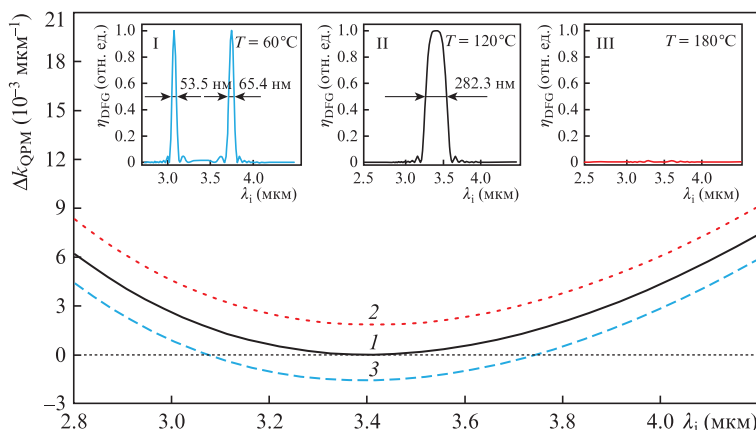 Δk_QPM (10⁻³ мкм⁻¹)
21
18
15
12
9
6
3
0
−3
2.8
3.0
3.2
3.4
3.6
3.8
4.0
λ_i (мкм)
2
1
3
I
T = 60 °C
η_DFG (отн. ед.)
1.0
0.8
0.6
0.4
0.2
0
53.5 нм
65.4 нм
3.0
3.5
4.0
λ_i (мкм)
II
T = 120 °C
η_DFG (отн. ед.)
1.0
0.8
0.6
0.4
0.2
0
282.3 нм
2.5
3.0
3.5
4.0
λ_i (мкм)
III
T = 180 °C
η_DFG (отн. ед.)
1.0
0.8
0.6
0.4
0.2
0
2.5
3.0
3.5
4.0
λ_i (мкм)